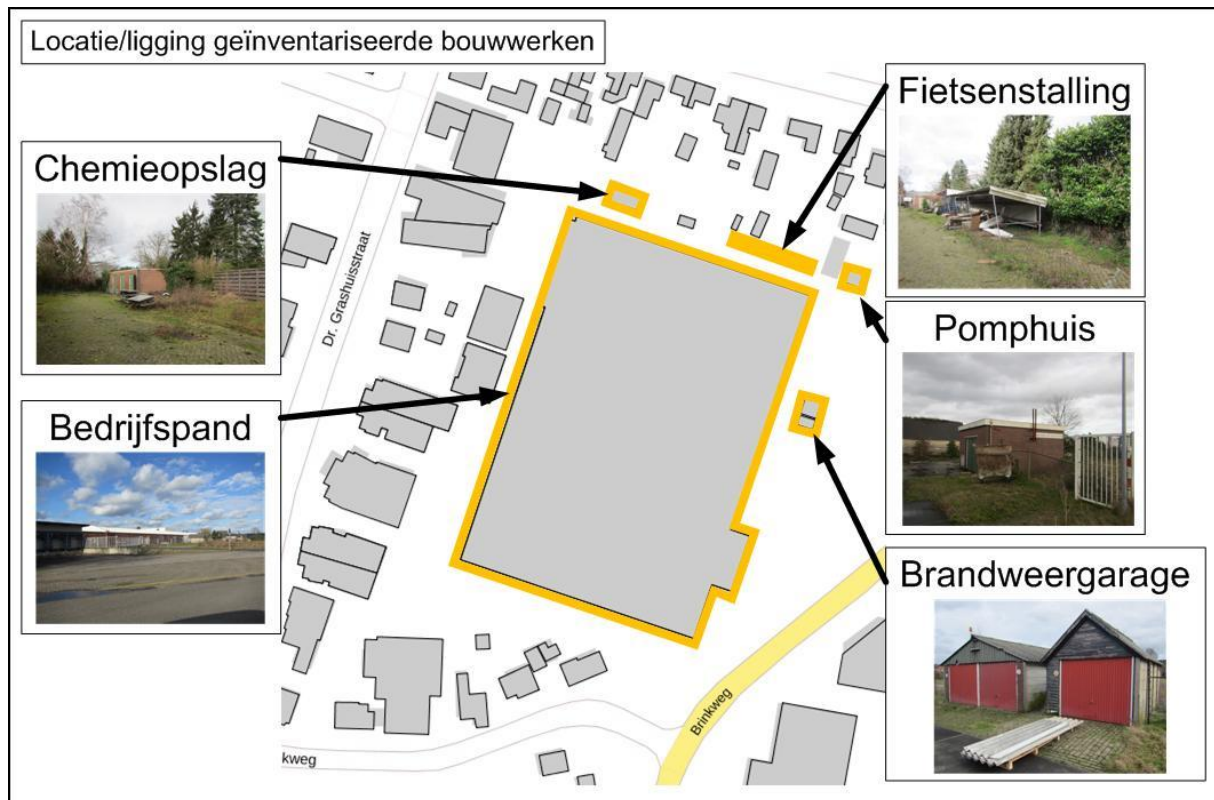 Locatie/ligging geïnventariseerde bouwwerken
Chemieopslag
Bedrijfspand
Fietsenstalling
Pomphuis
Brandweergarage
Dr. Grashuisstraat
Brinkweg
kweg